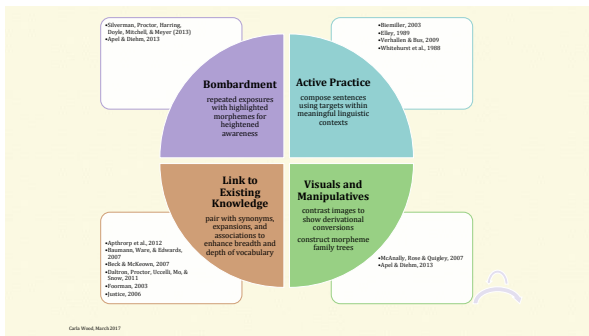 •Silverman, Proctor, Harring,
Doyle, Mitchell, & Meyer (2013)
•Apel & Diehm, 2013
•Biemiller, 2003
•Elley, 1989
•Verhallen & Bus, 2009
•Whitehurst et al., 1988
Bombardment
repeated exposures
with highlighted
morphemes for
heightened
awareness
Active Practice
compose sentences
using targets within
meaningful linguistic
contexts
Link to
Existing
Knowledge
pair with synonyms,
expansions, and
associations to
enhance breadth and
depth of vocabulary
Visuals and
Manipulatives
contrast images to
show derivational
conversions
construct morpheme
family trees
•Apthorp et al., 2012
•Baumann, Ware, & Edwards,
2007
•Beck & McKeown, 2007
•Daltron, Proctor, Uccelli, Mo, &
Snow, 2011
•Foorman, 2003
•Justice, 2006
•McAnally, Rose & Quigley, 2007
•Apel & Diehm, 2013
Carla Wood, March 2017